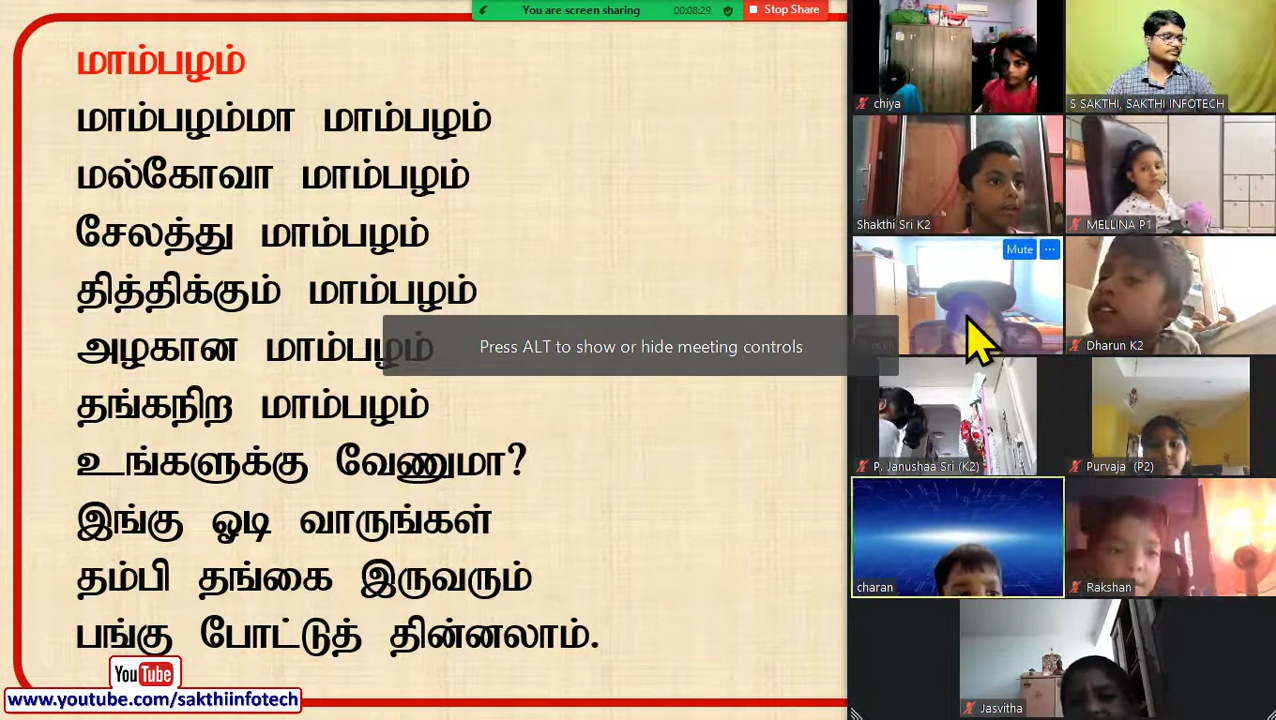 You are screen sharing 00:08:29 Stop Share
மாம்பழம்
மாம்பழம்மா மாம்பழம்
மல்கோவா மாம்பழம்
சேலத்து மாம்பழம்
தித்திக்கும் மாம்பழம்
அழகான மாம்பழம்
தங்கநிற மாம்பழம்
உங்களுக்கு வேணுமா?
இங்கு ஓடி வாருங்கள்
தம்பி தங்கை இருவரும்
பங்கு போட்டுத் தின்னலாம்.
Press ALT to show or hide meeting controls
YouTube
www.youtube.com/sakthiinfotech
chiya
S SAKTHI, SAKTHI INFOTECH
Shakthi Sri K2
MELLINA P1
Mute ...
Dharun K2
P. Janushaa Sri (K2)
Purvaja (P2)
charan
Rakshan
Jasvitha